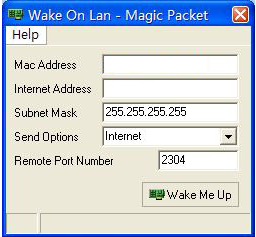 Wake On Lan - Magic Packet
Help
Mac Address
Internet Address
Subnet Mask 255.255.255.255
Send Options Internet
Remote Port Number 2304
Wake Me Up